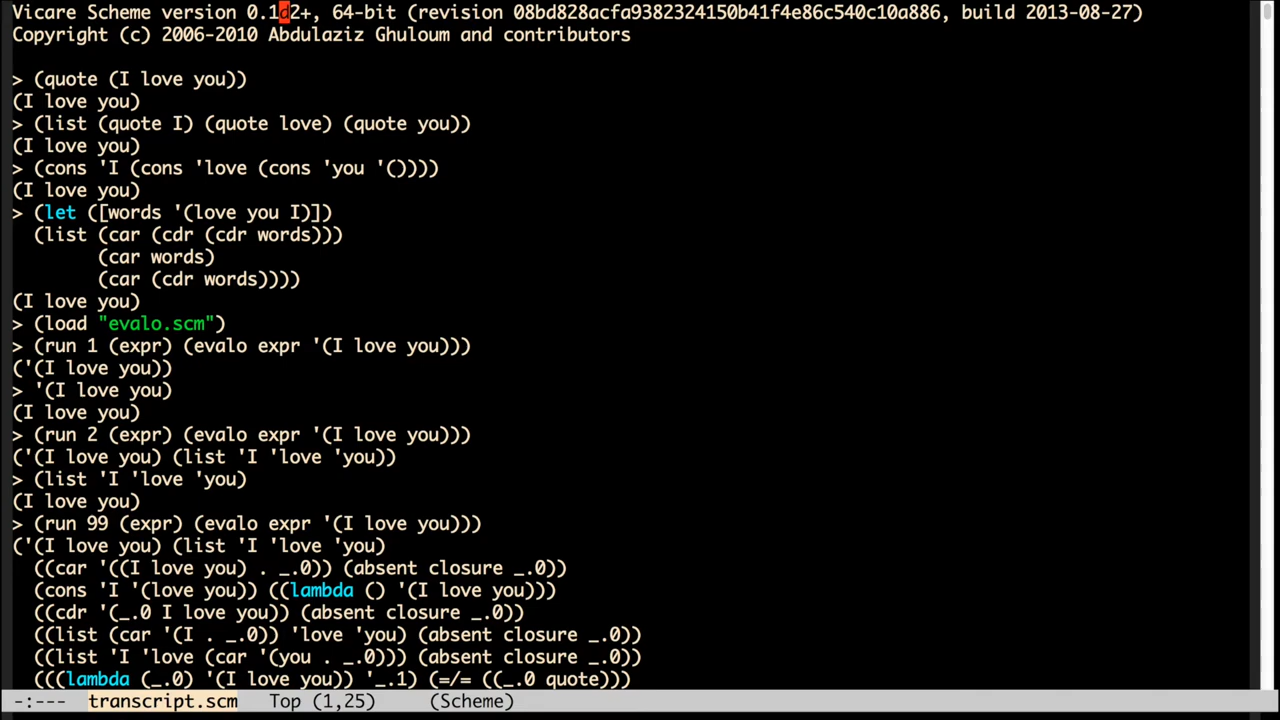 Vicare Scheme version 0.1d2+, 64-bit (revision 08bd828acfa9382324150b41f4e86c540c10a886, build 2013-08-27)
Copyright (c) 2006-2010 Abdulaziz Ghuloum and contributors
> (quote (I love you))
(I love you)
> (list (quote I) (quote love) (quote you))
(I love you)
> (cons 'I (cons 'love (cons 'you '())))
(I love you)
> (let ([words '(love you I)])
  (list (car (cdr (cdr words)))
        (car words)
        (car (cdr words))))
(I love you)
> (load "evalo.scm")
> (run 1 (expr) (evalo expr '(I love you)))
('(I love you))
> '(I love you)
(I love you)
> (run 2 (expr) (evalo expr '(I love you)))
('(I love you) (list 'I 'love 'you))
> (list 'I 'love 'you)
(I love you)
> (run 99 (expr) (evalo expr '(I love you)))
('(I love you) (list 'I 'love 'you)
  ((car '((I love you) . _.0)) (absent closure _.0))
  (cons 'I '(love you)) ((lambda () '(I love you)))
  ((cdr '(_.0 I love you)) (absent closure _.0))
  ((list (car '(I . _.0)) 'love 'you) (absent closure _.0))
  ((list 'I 'love (car '(you . _.0))) (absent closure _.0))
  (((lambda (_.0) '(I love you)) '_.1) (=/= ((_.0 quote)))
-:--- transcript.scm Top (1,25) (Scheme)